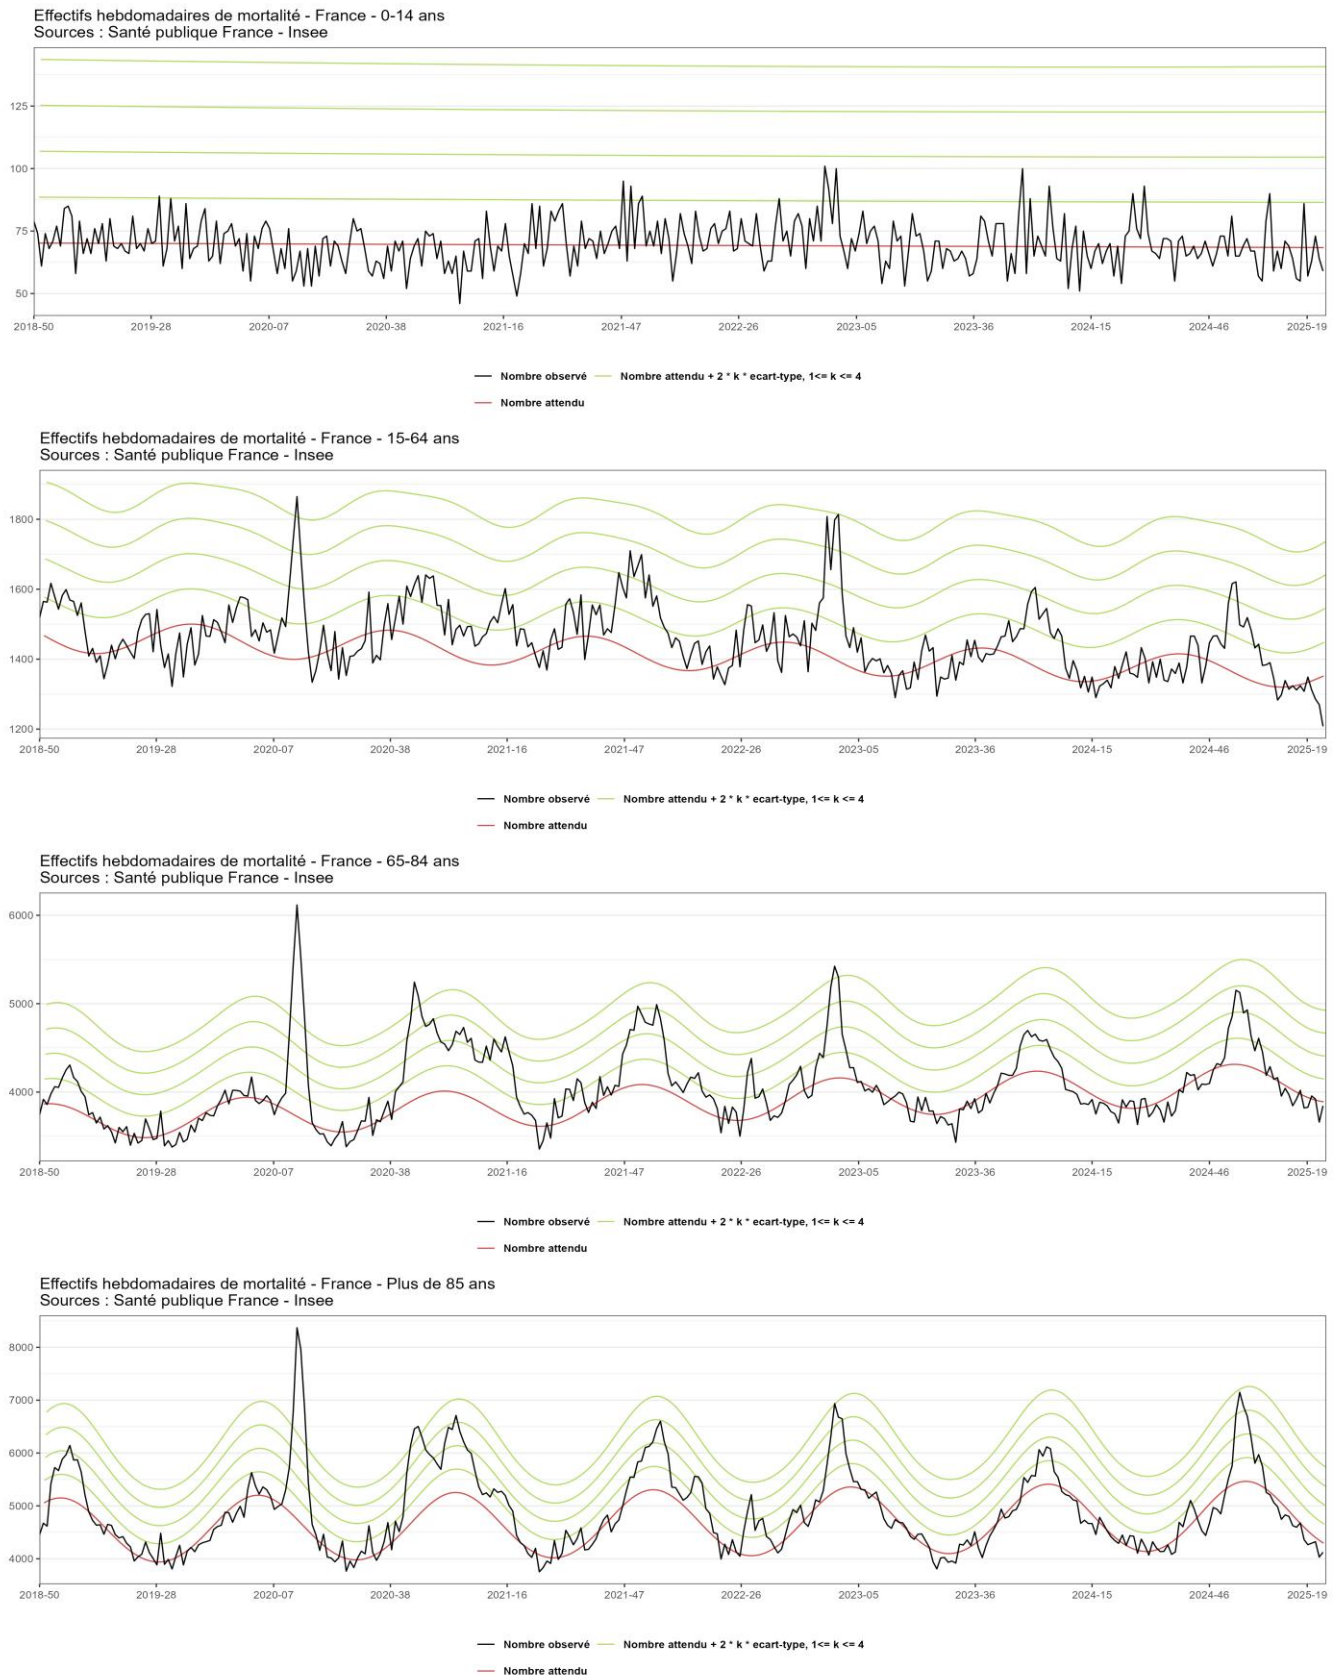 Effectifs hebdomadaires de mortalité - France - 0-14 ans
Sources : Santé publique France - Insee
125
100
75
50
2018-50 2019-28 2020-07 2020-38 2021-16 2021-47 2022-26 2023-05 2023-36 2024-15 2024-46 2025-19
Nombre observé Nombre attendu + 2 * k * ecart-type, 1<= k <= 4
Nombre attendu
Effectifs hebdomadaires de mortalité - France - 15-64 ans
Sources : Santé publique France - Insee
1800
1600
1400
1200
2018-50 2019-28 2020-07 2020-38 2021-16 2021-47 2022-26 2023-05 2023-36 2024-15 2024-46 2025-19
Nombre observé Nombre attendu + 2 * k * ecart-type, 1<= k <= 4
Nombre attendu
Effectifs hebdomadaires de mortalité - France - 65-84 ans
Sources : Santé publique France - Insee
6000
5000
4000
2018-50 2019-28 2020-07 2020-38 2021-16 2021-47 2022-26 2023-05 2023-36 2024-15 2024-46 2025-19
Nombre observé Nombre attendu + 2 * k * ecart-type, 1<= k <= 4
Nombre attendu
Effectifs hebdomadaires de mortalité - France - Plus de 85 ans
Sources : Santé publique France - Insee
8000
7000
6000
5000
4000
2018-50 2019-28 2020-07 2020-38 2021-16 2021-47 2022-26 2023-05 2023-36 2024-15 2024-46 2025-19
Nombre observé Nombre attendu + 2 * k * ecart-type, 1<= k <= 4
Nombre attendu